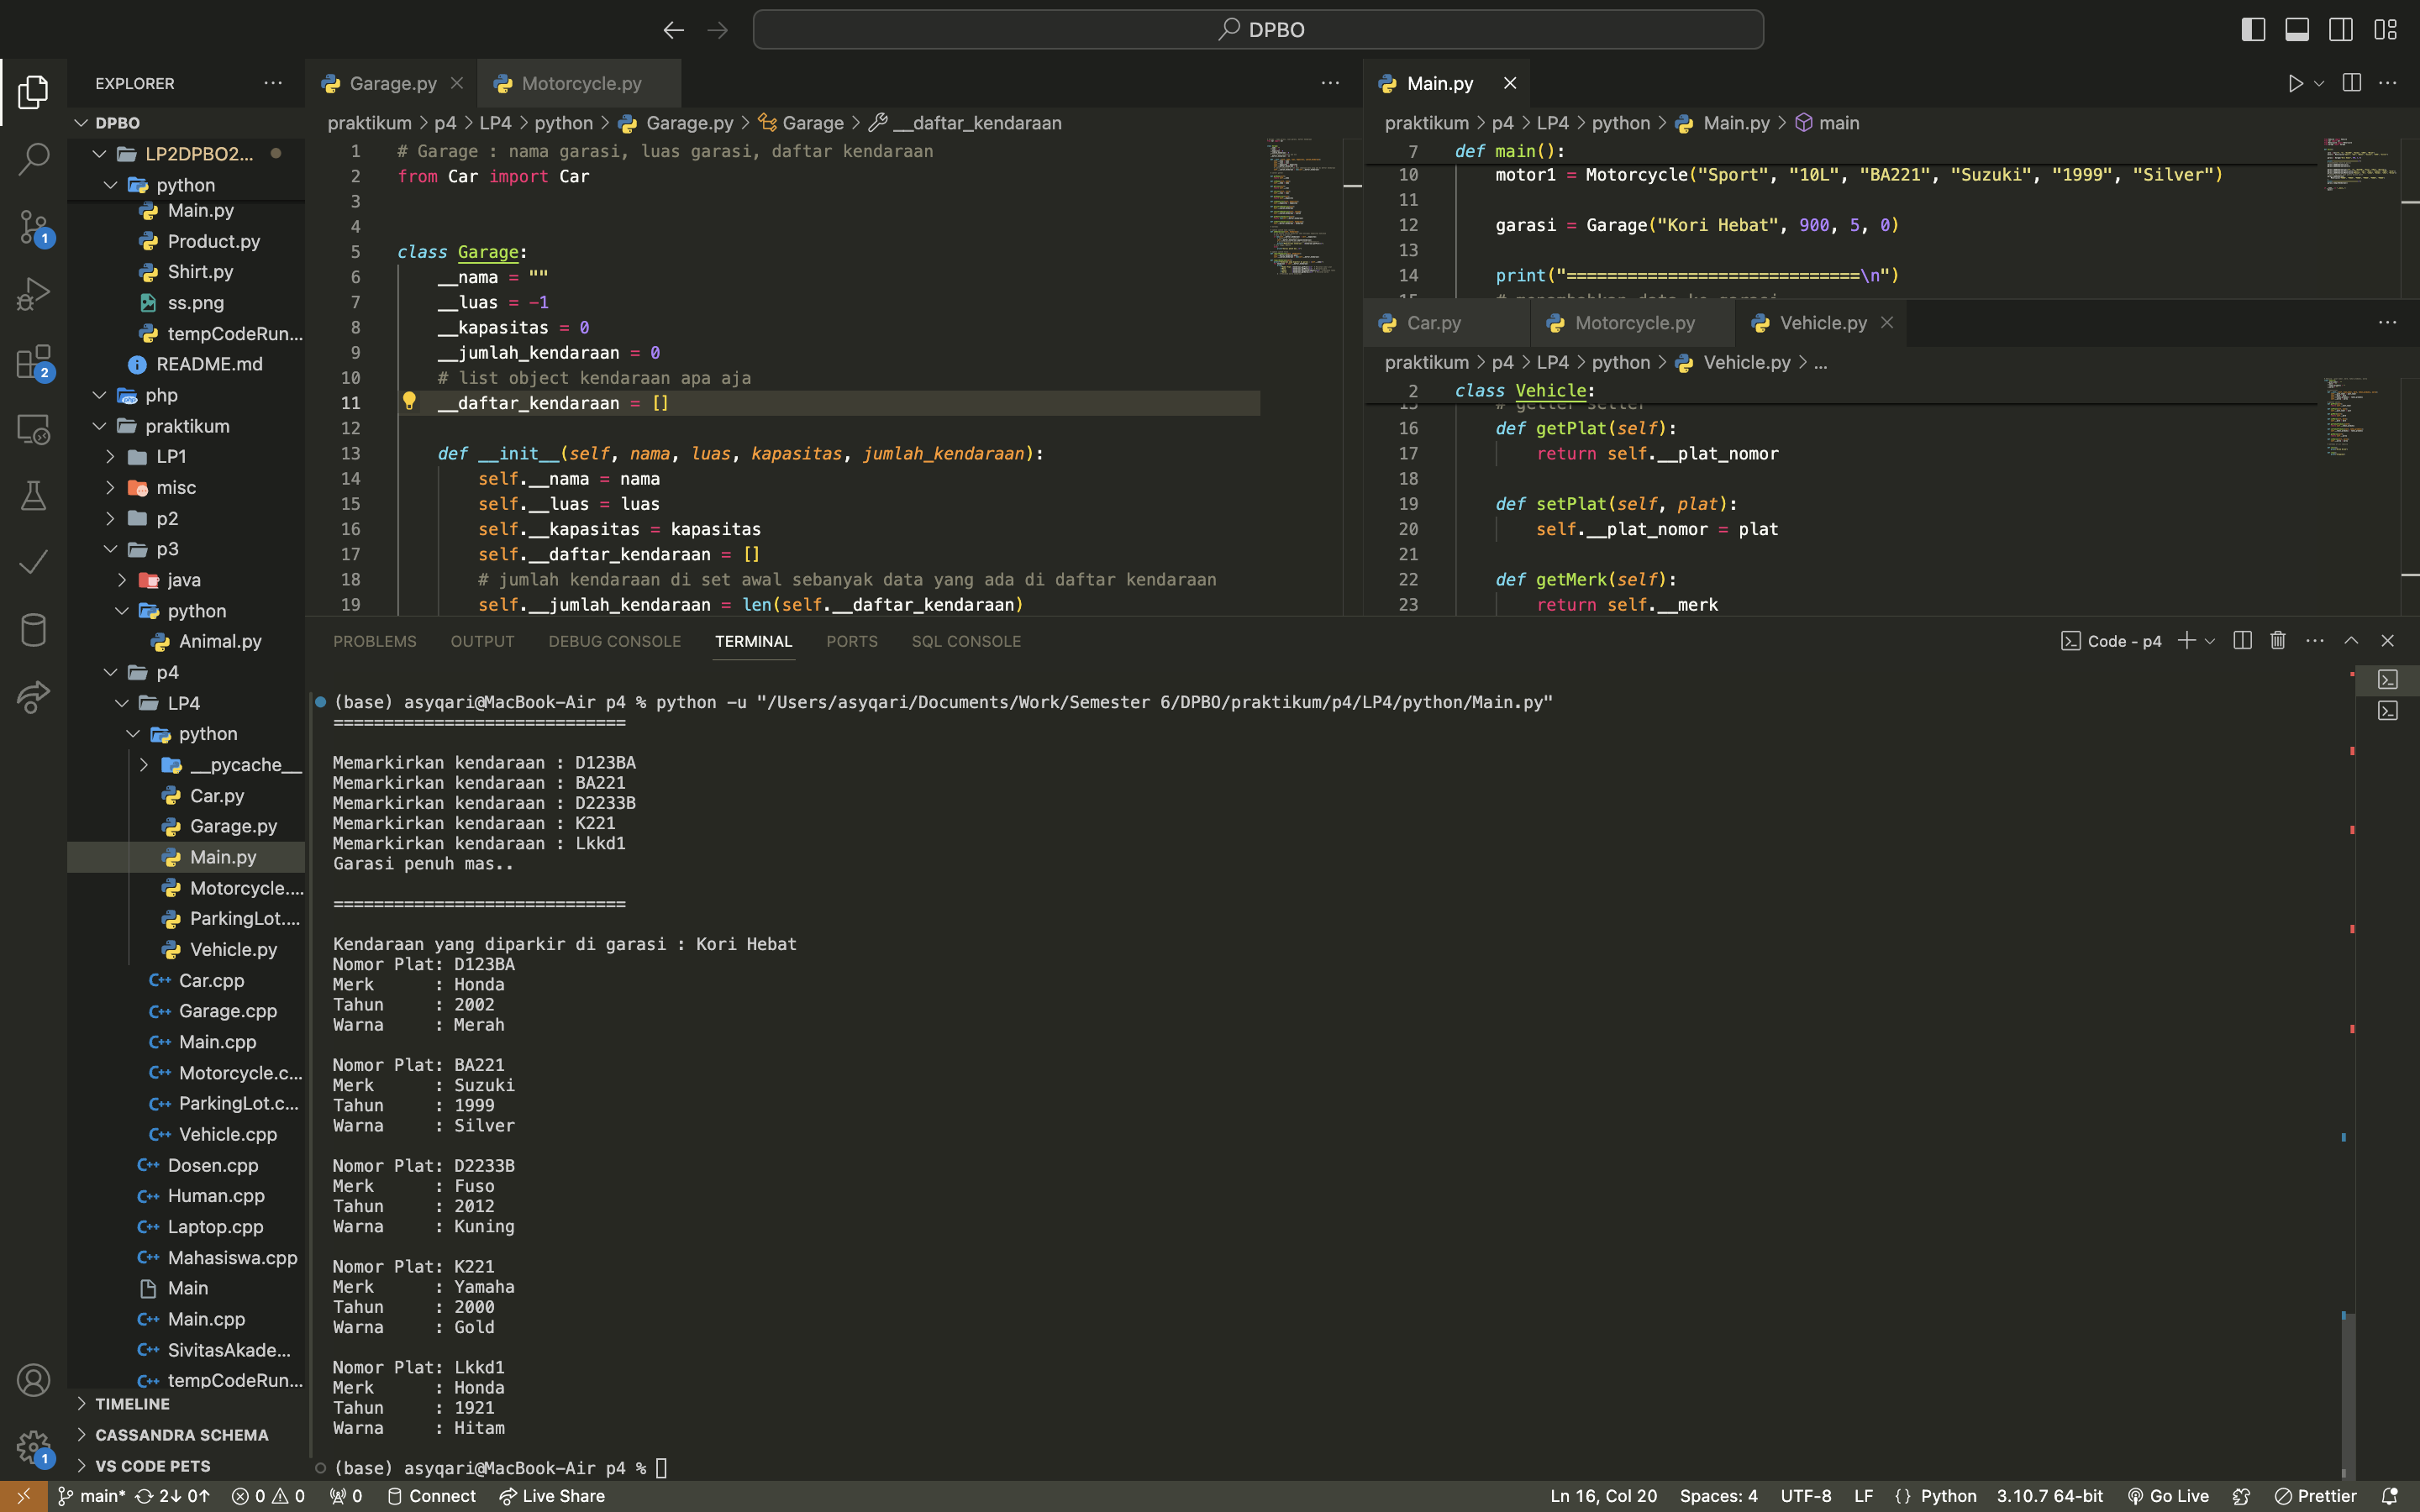 DPBO
EXPLORER
DPBO
LP2DPBO2...
python
Main.py
Product.py
Shirt.py
ss.png
tempCodeRun...
README.md
php
praktikum
LP1
misc
p2
p3
java
python
Animal.py
p4
LP4
python
__pycache__
Car.py
Garage.py
Main.py
Motorcycle....
ParkingLot....
Vehicle.py
Car.cpp
Garage.cpp
Main.cpp
Motorcycle.c...
ParkingLot.c...
Vehicle.cpp
Dosen.cpp
Human.cpp
Laptop.cpp
Mahasiswa.cpp
Main
Main.cpp
SivitasAkade...
tempCodeRun...
TIMELINE
CASSANDRA SCHEMA
VS CODE PETS
1
2
1
Garage.py Motorcycle.py
praktikum > p4 > LP4 > python > Garage.py > Garage > __daftar_kendaraan
1 # Garage : nama garasi, luas garasi, daftar kendaraan
2 from Car import Car
3
4
5 class Garage:
6 __nama = ""
7 __luas = -1
8 __kapasitas = 0
9 __jumlah_kendaraan = 0
10 # list object kendaraan apa aja
11 __daftar_kendaraan = []
12
13 def __init__(self, nama, luas, kapasitas, jumlah_kendaraan):
14 self.__nama = nama
15 self.__luas = luas
16 self.__kapasitas = kapasitas
17 self.__daftar_kendaraan = []
18 # jumlah kendaraan di set awal sebanyak data yang ada di daftar kendaraan
19 self.__jumlah_kendaraan = len(self.__daftar_kendaraan)
Main.py
praktikum > p4 > LP4 > python > Main.py > main
7 def main():
10 motor1 = Motorcycle("Sport", "10L", "BA221", "Suzuki", "1999", "Silver")
11
12 garasi = Garage("Kori Hebat", 900, 5, 0)
13
14 print("=============================\n")
Car.py Motorcycle.py Vehicle.py
praktikum > p4 > LP4 > python > Vehicle.py > ...
2 class Vehicle:
16 def getPlat(self):
17 return self.__plat_nomor
18
19 def setPlat(self, plat):
20 self.__plat_nomor = plat
21
22 def getMerk(self):
23 return self.__merk
PROBLEMS OUTPUT DEBUG CONSOLE TERMINAL PORTS SQL CONSOLE
Code - p4
(base) asyqari@MacBook-Air p4 % python -u "/Users/asyqari/Documents/Work/Semester 6/DPBO/praktikum/p4/LP4/python/Main.py"
=============================
Memarkirkan kendaraan : D123BA
Memarkirkan kendaraan : BA221
Memarkirkan kendaraan : D2233B
Memarkirkan kendaraan : K221
Memarkirkan kendaraan : Lkkd1
Garasi penuh mas..
=============================
Kendaraan yang diparkir di garasi : Kori Hebat
Nomor Plat: D123BA
Merk : Honda
Tahun : 2002
Warna : Merah
Nomor Plat: BA221
Merk : Suzuki
Tahun : 1999
Warna : Silver
Nomor Plat: D2233B
Merk : Fuso
Tahun : 2012
Warna : Kuning
Nomor Plat: K221
Merk : Yamaha
Tahun : 2000
Warna : Gold
Nomor Plat: Lkkd1
Merk : Honda
Tahun : 1921
Warna : Hitam
(base) asyqari@MacBook-Air p4 %
main* 2↓ 0↑ 0 0 0 Connect Live Share Ln 16, Col 20 Spaces: 4 UTF-8 LF {} Python 3.10.7 64-bit Go Live Prettier